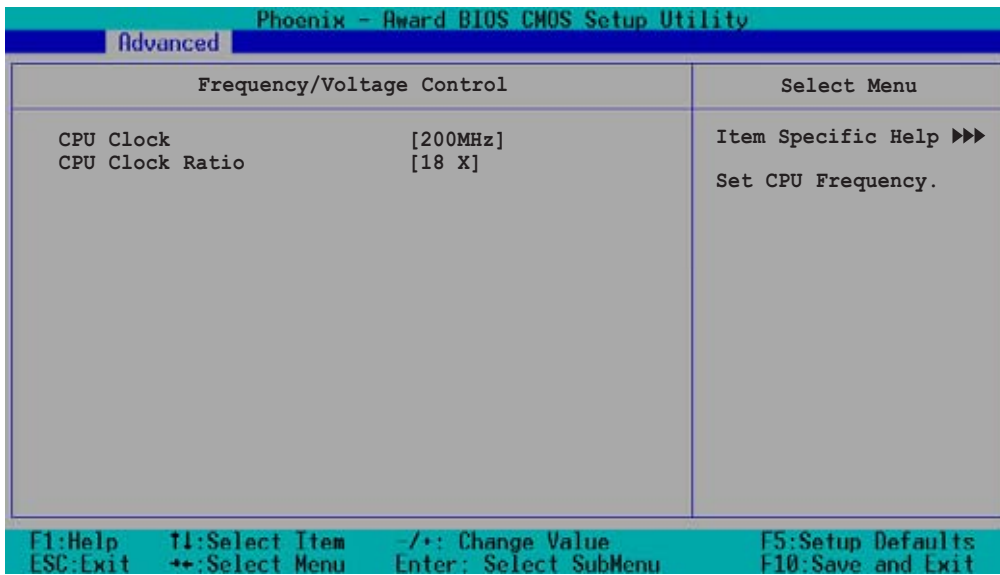 Phoenix - Award BIOS CMOS Setup Utility
Advanced
Frequency/Voltage Control
Select Menu
CPU Clock [200MHz]
CPU Clock Ratio [18 X]
Item Specific Help ▶▶▶
Set CPU Frequency.
F1:Help ↑↓:Select Item -/+: Change Value F5:Setup Defaults
ESC:Exit ←→:Select Menu Enter: Select SubMenu F10:Save and Exit